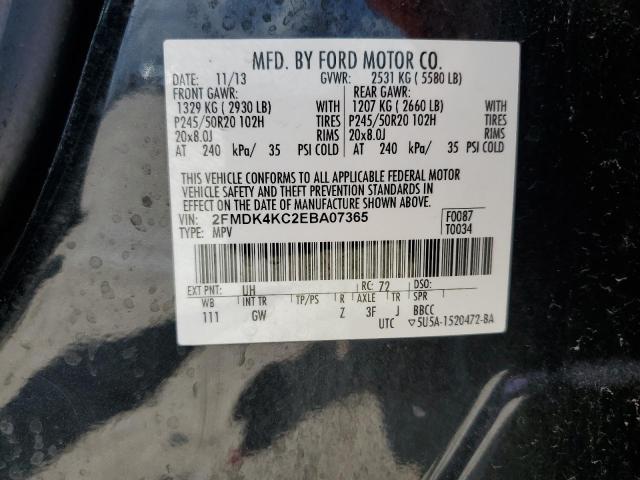 MFD. BY FORD MOTOR CO.
DATE: 11/13 GVWR: 2531 KG ( 5580 LB)
FRONT GAWR: REAR GAWR:
1329 KG ( 2930 LB) WITH 1207 KG ( 2660 LB) WITH
P245/50R20 102H TIRES P245/50R20 102H TIRES
20x8.0J RIMS 20x8.0J RIMS
AT 240 kPa/ 35 PSI COLD AT 240 kPa/ 35 PSI COLD
THIS VEHICLE CONFORMS TO ALL APPLICABLE FEDERAL MOTOR
VEHICLE SAFETY AND THEFT PREVENTION STANDARDS IN
EFFECT ON THE DATE OF MANUFACTURE SHOWN ABOVE.
VIN: 2FMDK4KC2EBA07365 F0087
TYPE: MPV T0034
EXT PNT: UH RC: 72 DSO:
WB INT TR TP/PS R AXLE TR SPR
111 GW Z 3F J BBCC
UTC ▽5U5A-1520472-BA